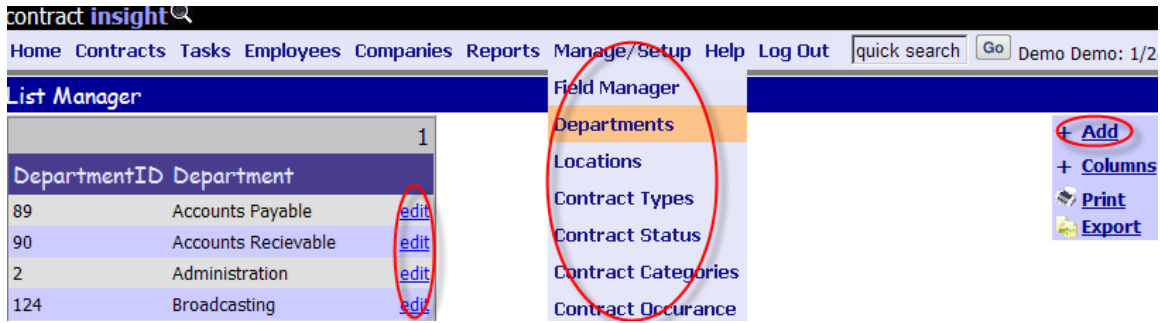 contract insight
Home Contracts Tasks Employees Companies Reports Manage/Setup Help Log Out quick search Go Demo Demo: 1/2
List Manager
Field Manager
Departments
Locations
Contract Types
Contract Status
Contract Categories
Contract Occurance
1
DepartmentID Department
89 Accounts Payable edit
90 Accounts Recievable edit
2 Administration edit
124 Broadcasting edit
+ Add
+ Columns
Print
Export